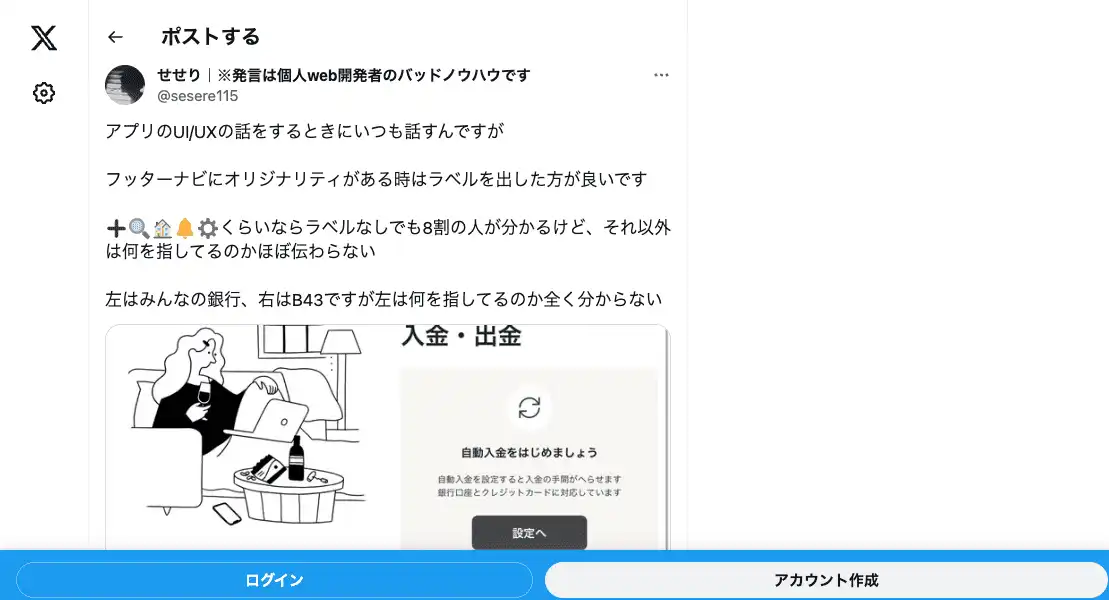 ポストする
せせり｜※発言は個人web開発者のバッドノウハウです
@sesere115
アプリのUI/UXの話をするときにいつも話すんですが
フッターナビにオリジナリティがある時はラベルを出した方が良いです
➕🔍🏠🔔⚙️くらいならラベルなしでも8割の人が分かるけど、それ以外
は何を指してるのかほぼ伝わらない
左はみんなの銀行、右はB43ですが左は何を指してるのか全く分からない
入金・出金
自動入金をはじめましょう
自動入金を設定すると入金の手間がへらせます
銀行口座とクレジットカードに対応しています
設定へ
ログイン
アカウント作成